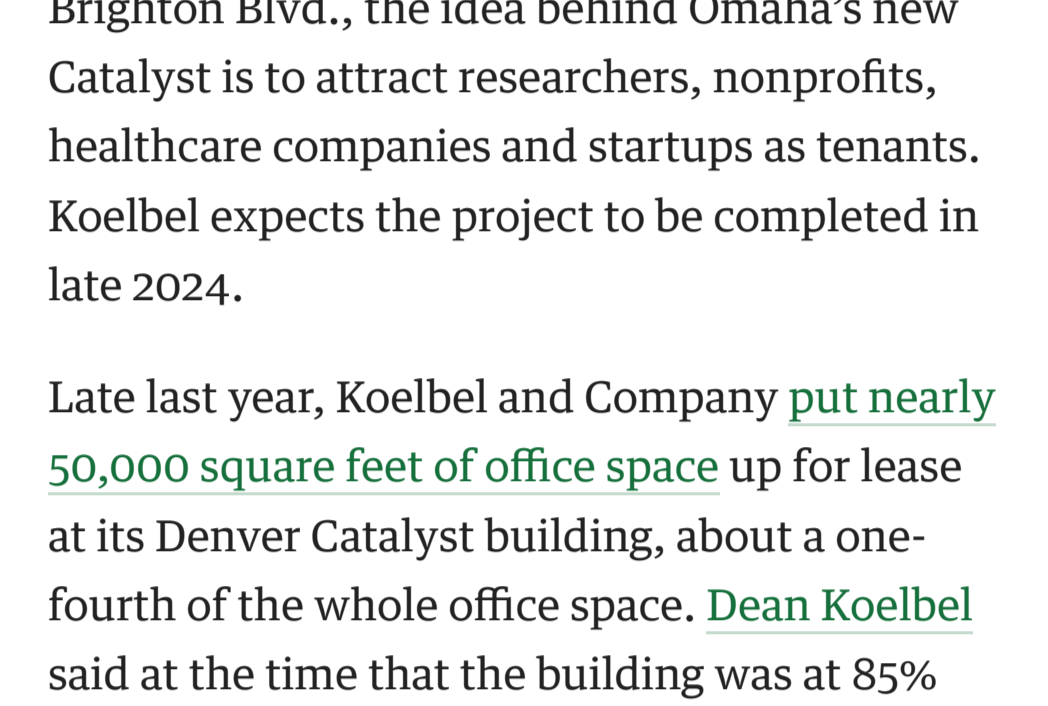 Brighton Blvd., the idea behind Omaha's new
Catalyst is to attract researchers, nonprofits,
healthcare companies and startups as tenants.
Koelbel expects the project to be completed in
late 2024.
Late last year, Koelbel and Company put nearly
50,000 square feet of office space up for lease
at its Denver Catalyst building, about a one-
fourth of the whole office space. Dean Koelbel
said at the time that the building was at 85%